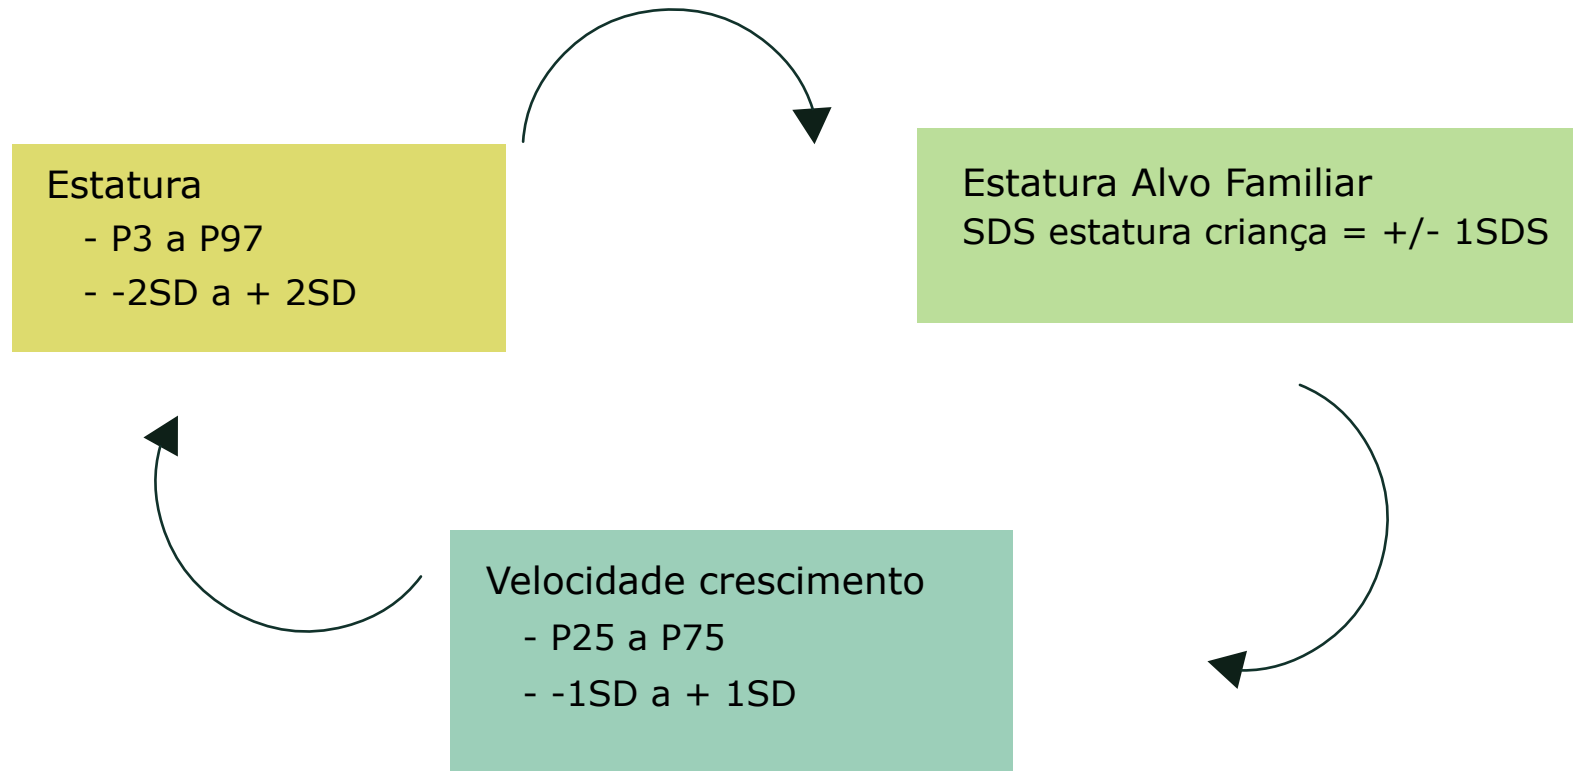 Estatura
- P3 a P97
- -2SD a + 2SD
Estatura Alvo Familiar
SDS estatura criança = +/- 1SDS
Velocidade crescimento
- P25 a P75
- -1SD a + 1SD